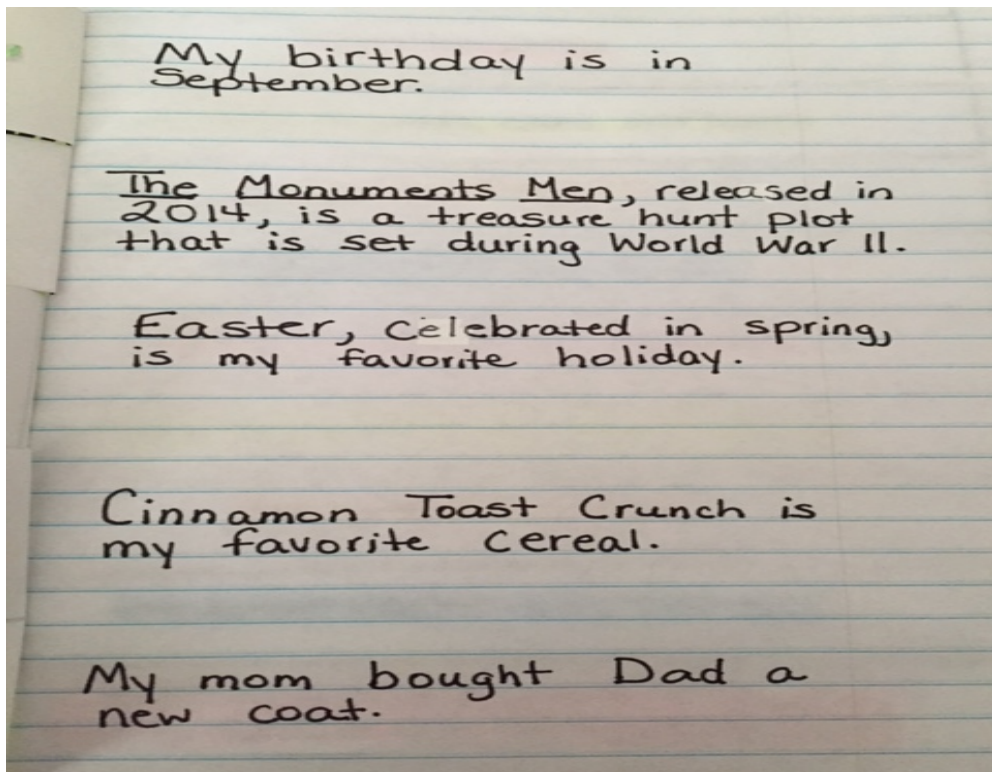 My birthday is in
September.
The Monuments Men, released in
2014, is a treasure hunt plot
that is set during World War II.
Easter, celebrated in spring,
is my favorite holiday.
Cinnamon Toast Crunch is
my favorite cereal.
My mom bought Dad a
new coat.